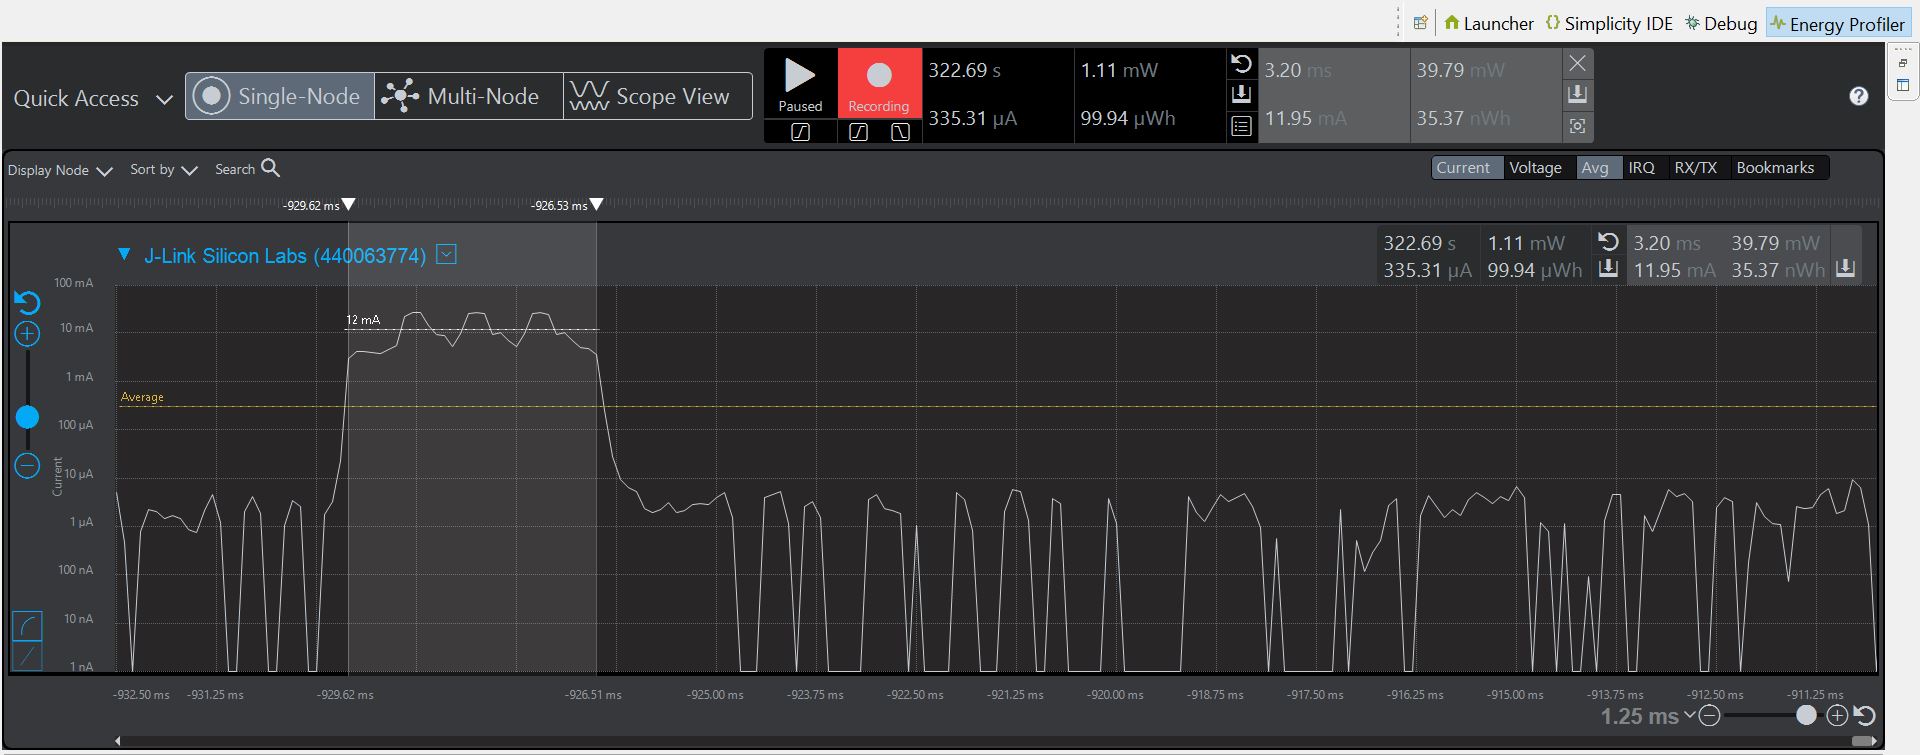 Launcher Simplicity IDE Debug Energy Profiler
Quick Access Single-Node Multi-Node Scope View
Paused Recording
322.69 s 1.11 mW 3.20 ms 39.79 mW
335.31 µA 99.94 µWh 11.95 mA 35.37 nWh
Display Node Sort by Search Current Voltage Avg IRQ RX/TX Bookmarks
-929.62 ms -926.53 ms
J-Link Silicon Labs (440063774)
322.69 s 1.11 mW 3.20 ms 39.79 mW
335.31 µA 99.94 µWh 11.95 mA 35.37 nWh
100 mA
12 mA
10 mA
1 mA
Average
100 µA
Current
10 µA
1 µA
100 nA
10 nA
1 nA
-932.50 ms -931.25 ms -929.62 ms -926.51 ms -925.00 ms -923.75 ms -922.50 ms -921.25 ms -920.00 ms -918.75 ms -917.50 ms -916.25 ms -915.00 ms -913.75 ms -912.50 ms -911.25 ms
1.25 ms